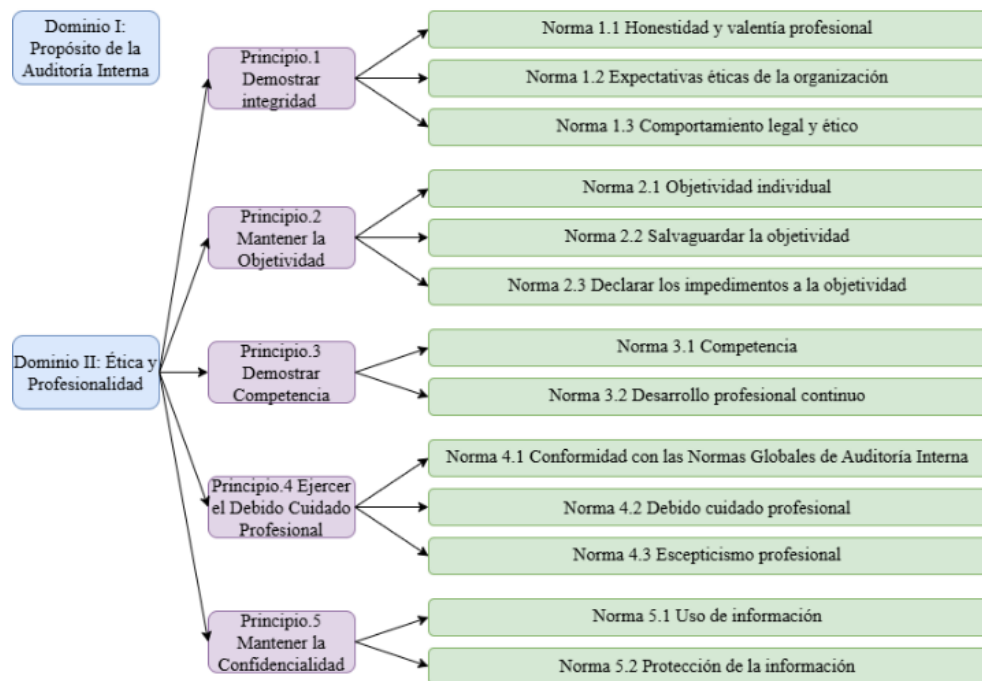 Dominio I:
Propósito de la
Auditoría Interna
Principio.1
Demostrar
integridad
Norma 1.1 Honestidad y valentía profesional
Norma 1.2 Expectativas éticas de la organización
Norma 1.3 Comportamiento legal y ético
Principio.2
Mantener la
Objetividad
Norma 2.1 Objetividad individual
Norma 2.2 Salvaguardar la objetividad
Norma 2.3 Declarar los impedimentos a la objetividad
Dominio II: Ética y
Profesionalidad
Principio.3
Demostrar
Competencia
Norma 3.1 Competencia
Norma 3.2 Desarrollo profesional continuo
Principio.4 Ejercer
el Debido Cuidado
Profesional
Norma 4.1 Conformidad con las Normas Globales de Auditoría Interna
Norma 4.2 Debido cuidado profesional
Norma 4.3 Escepticismo profesional
Principio.5
Mantener la
Confidencialidad
Norma 5.1 Uso de información
Norma 5.2 Protección de la información